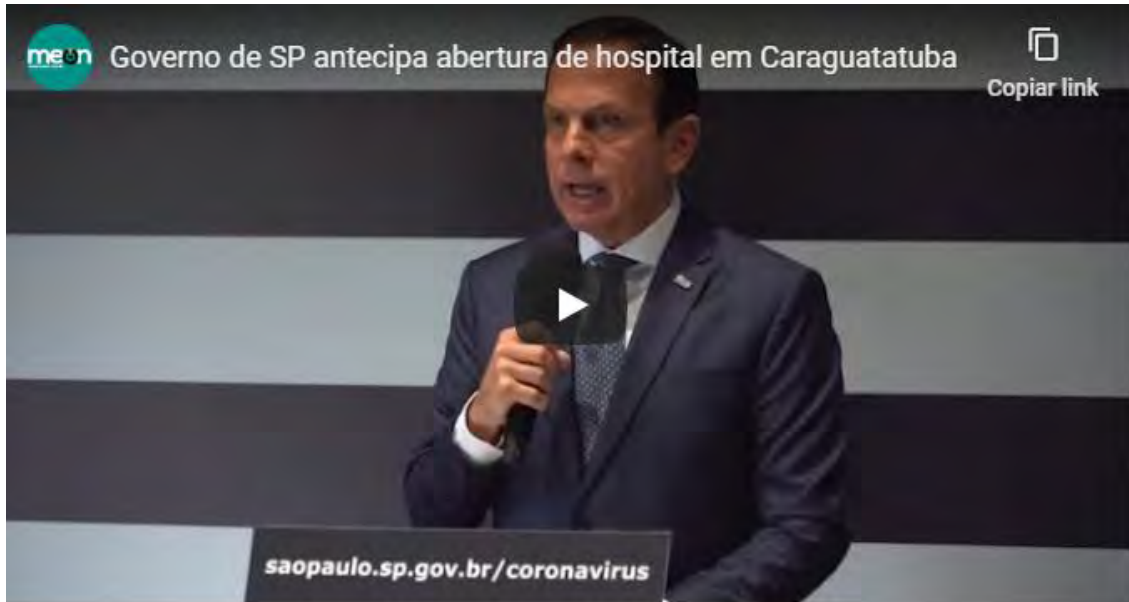 meon
Governo de SP antecipa abertura de hospital em Caraguatatuba
Copiar link
saopaulo.sp.gov.br/coronavirus